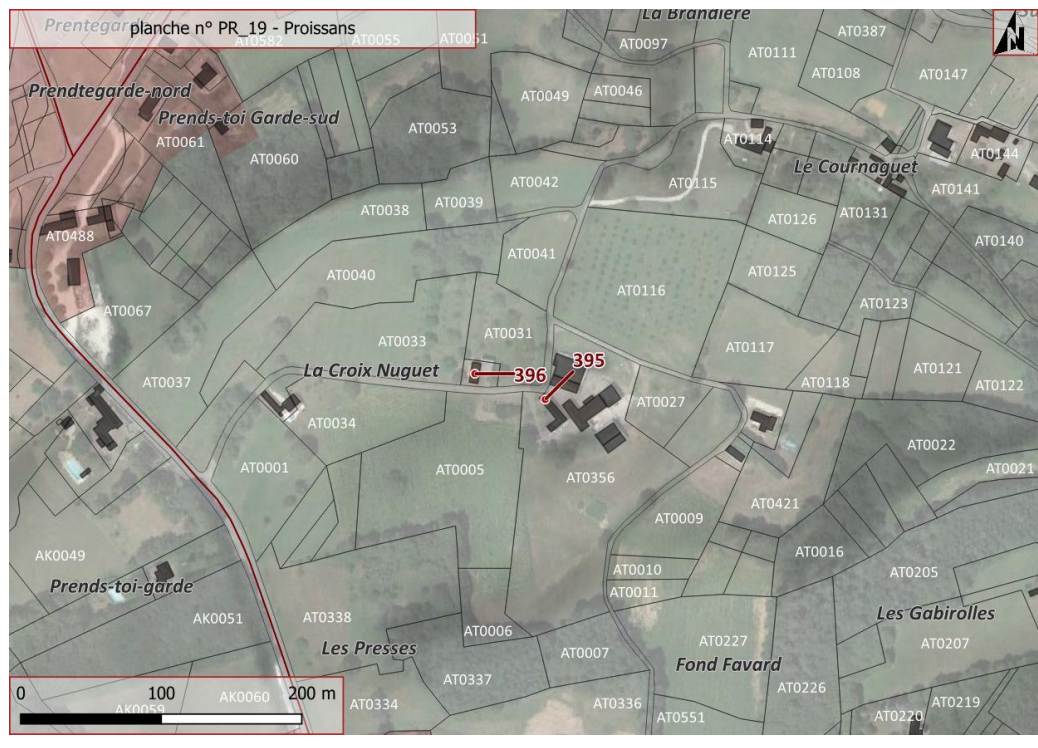 planche n° PR_19 - Proissans
La Brandiere
AT0582
AT0055
AT0051
AT0097
AT0387
AT0111
AT0108
AT0147
N
Prendtegarde-nord
AT0049
AT0046
Prends-toi Garde-sud
AT0053
AT0061
AT0060
AT0114
Le Cournaguet
AT0144
AT0042
AT0115
AT0141
AT0038
AT0039
AT0126
AT0131
AT0488
AT0140
AT0041
AT0040
AT0125
AT0116
AT0123
AT0067
AT0031
AT0033
AT0117
La Croix Nuguet
396
395
AT0037
AT0118
AT0121
AT0122
AT0034
AT0027
AT0022
AT0001
AT0005
AT0356
AT0021
AT0421
AT0009
AK0049
AT0016
Prends-toi-garde
AT0010
AT0205
AT0011
AK0051
AT0338
Les Gabirolles
AT0006
AT0227
AT0207
Les Presses
AT0007
Fond Favard
AT0337
AT0226
0 100 200 m
AK0060
AK0059
AT0334
AT0336
AT0551
AT0220
AT0219